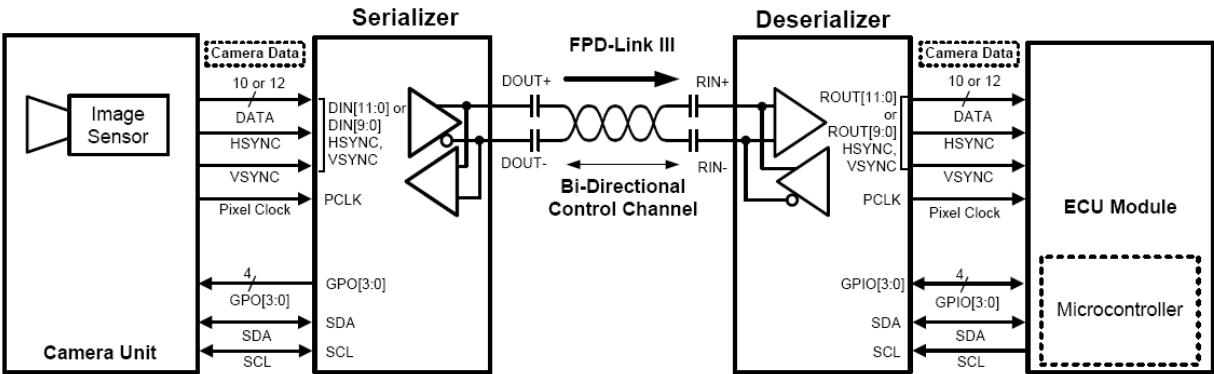 Serializer
Deserializer
Camera Data
FPD-Link III
Camera Data
10 or 12
DATA
HSYNC
VSYNC
Pixel Clock
Image
Sensor
DIN[11:0] or
DIN[9:0]
HSYNC,
VSYNC
PCLK
DOUT+
DOUT-
RIN+
RIN-
Bi-Directional
Control Channel
ROUT[11:0]
or
ROUT[9:0]
HSYNC,
VSYNC
PCLK
10 or 12
DATA
HSYNC
VSYNC
Pixel Clock
ECU Module
Microcontroller
4
GPO[3:0]
SDA
SCL
GPO[3:0]
SDA
SCL
GPIO[3:0]
SDA
SCL
4
GPIO[3:0]
SDA
SCL
Camera Unit